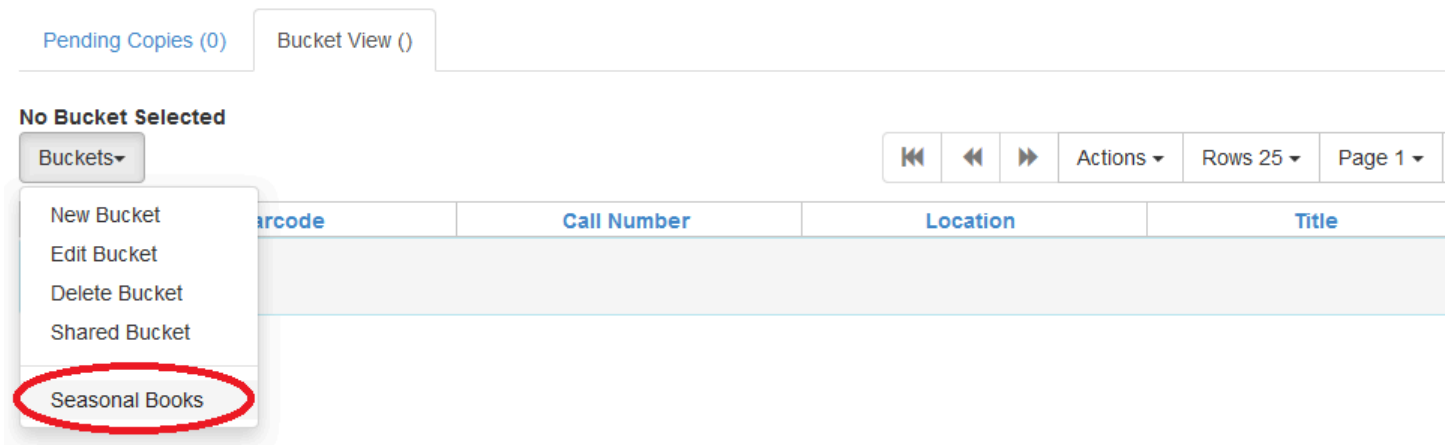 Pending Copies (0) Bucket View ()
No Bucket Selected
Buckets
Actions Rows 25 Page 1
New Bucket
arcode Call Number Location Title
Edit Bucket
Delete Bucket
Shared Bucket
Seasonal Books